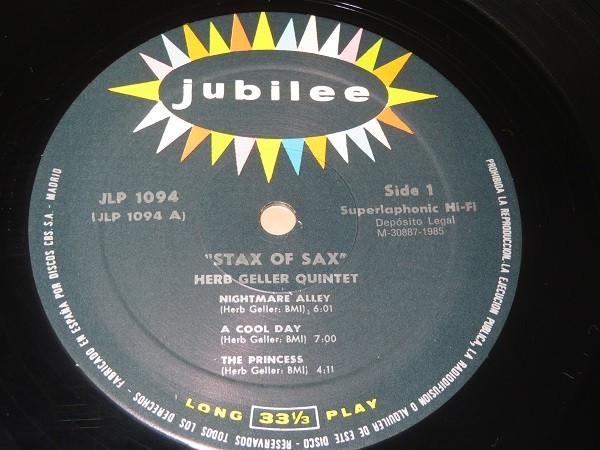 jubilee
JLP 1094
(JLP 1094 A)
Side 1
Superlaphonic Hi-Fi
Depósito Legal
M-30887-1985
"STAX OF SAX"
HERB GELLER QUINTET
NIGHTMARE ALLEY
(Herb Geller: BMI), 6:01
A COOL DAY
(Herb Geller: BMI) 7:00
THE PRINCESS
(Herb Geller: BMI) 4:11
LONG 33⅓ PLAY
FABRICADO EN ESPAÑA POR DISCOS CBS. S.A. - MADRID
PROHIBIDA LA REPRODUCCION, LA EJECUCION PUBLICA, LA RADIODIFUSION O ALQUILER DE ESTE DISCO - RESERVADOS TODOS LOS DERECHOS -